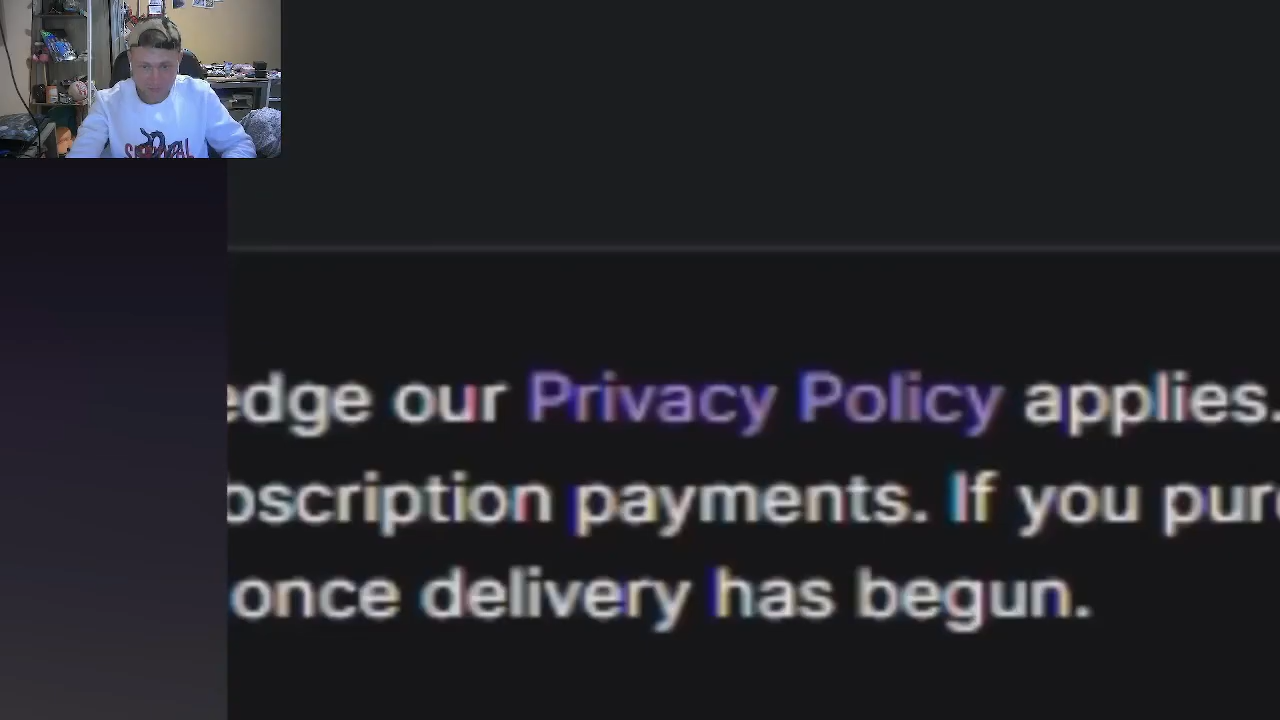 edge our Privacy Policy applies.
bscription payments. If you pur
once delivery has begun.